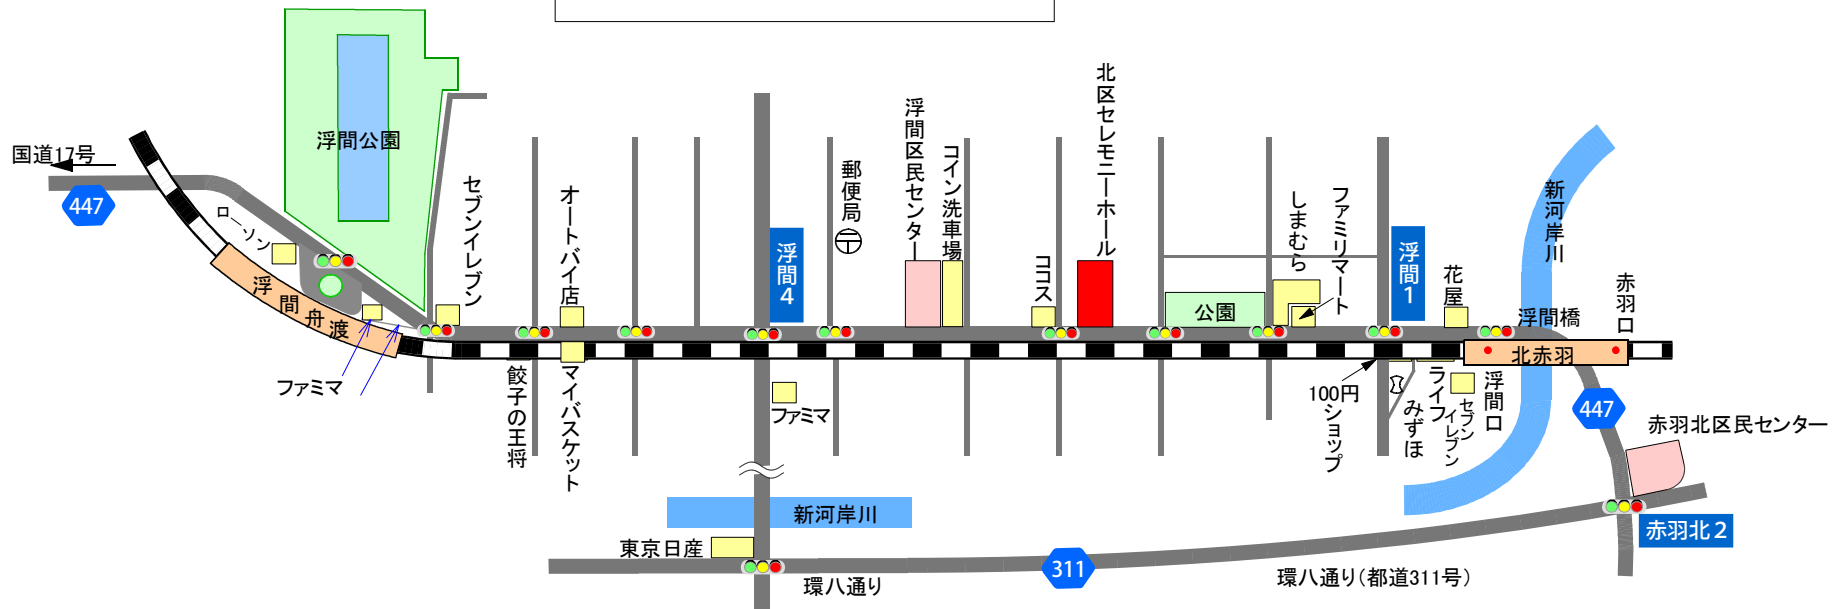 国道17号
447
浮間公園
ローソン
浮間舟渡
ファミマ
セブンイレブン
オートバイ店
餃子の王将
マイバスケット
浮間4
ファミマ
郵便局
浮間区民センター
コイン洗車場
ココス
北区セレモニーホール
公園
しまむら
ファミリマート
浮間1
花屋
新河岸川
浮間橋
赤羽口
北赤羽
100円
ショップ
みずほ
ライフ
セブン
イレブン
浮間口
447
赤羽北区民センター
赤羽北2
新河岸川
東京日産
環八通り
311
環八通り(都道311号)